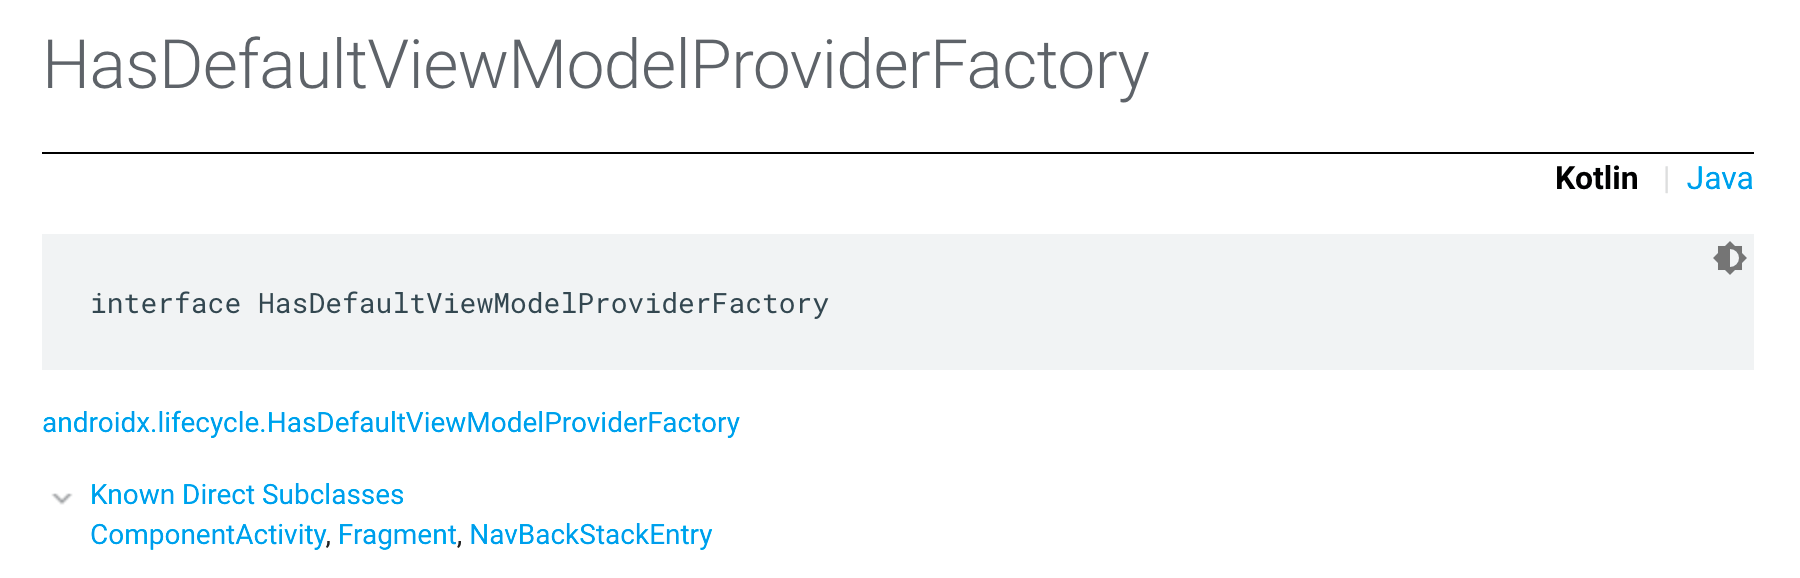 HasDefaultViewModelProviderFactory
Kotlin | Java
interface HasDefaultViewModelProviderFactory
androidx.lifecycle.HasDefaultViewModelProviderFactory
Known Direct Subclasses
ComponentActivity, Fragment, NavBackStackEntry